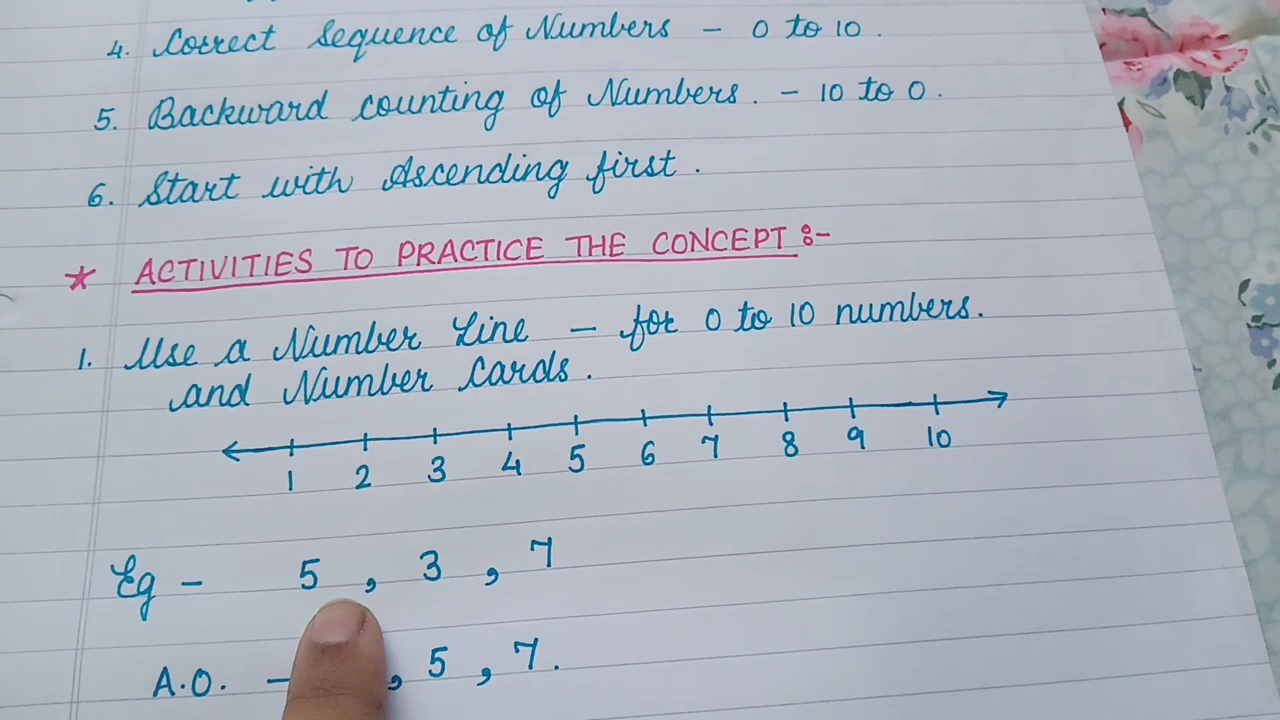 4. Correct Sequence of Numbers - 0 to 10.
5. Backward counting of Numbers. - 10 to 0.
6. Start with Ascending first.
* ACTIVITIES TO PRACTICE THE CONCEPT :-
1. Use a Number Line - for 0 to 10 numbers.
and Number Cards.
1 2 3 4 5 6 7 8 9 10
Eg - 5 , 3 , 7
A.O. - , 5 , 7.